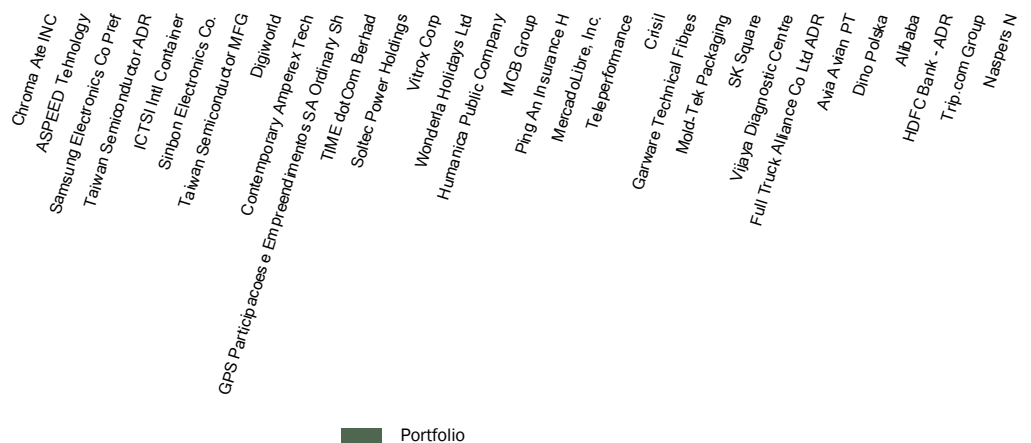 Chroma Ate INC
ASPEED Tehnology
Samsung Electronics Co Pref
Taiwan Semiconductor ADR
ICTSI Intl Container
Sinbon Electronics Co.
Taiwan Semiconductor MFG
Digiworld
Contemporary Amperex Tech
GPS Participacoes e Empreendimentos SA Ordinary Sh
TIME dotCom Berhad
Soltec Power Holdings
Vitrox Corp
Wonderla Holidays Ltd
Humanica Public Company
MCB Group
Ping An Insurance H
MercadoLibre, Inc.
Teleperformance
Crisil
Garware Technical Fibres
Mold-Tek Packaging
SK Square
Vijaya Diagnostic Centre
Full Truck Alliance Co Ltd ADR
Avia Avian PT
Dino Polska
Alibaba
HDFC Bank - ADR
Trip.com Group
Naspers N
Portfolio